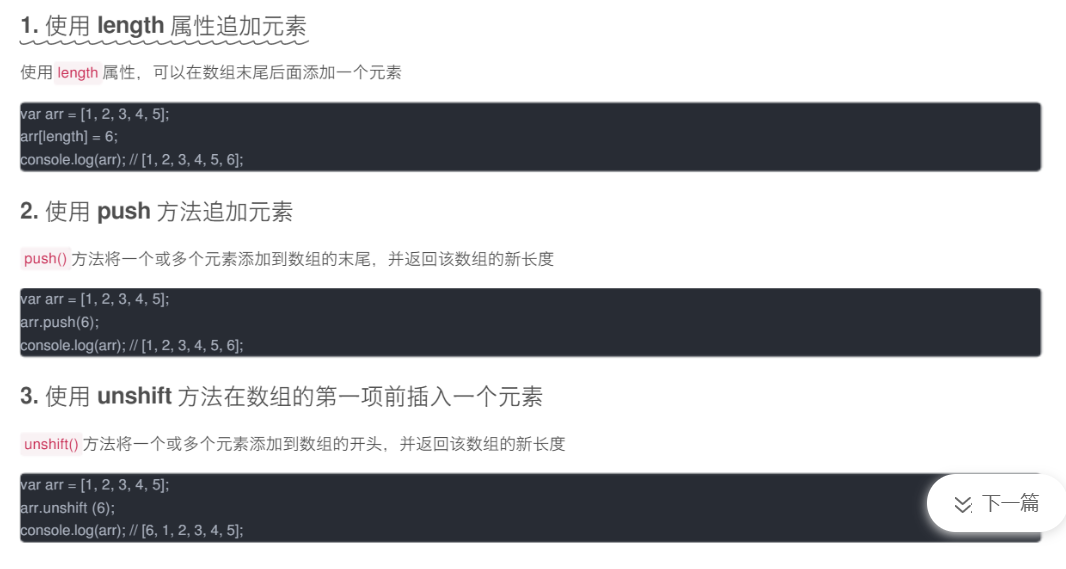 1. 使用 length 属性追加元素
使用 length 属性，可以在数组末尾后面添加一个元素
var arr = [1, 2, 3, 4, 5];
arr[length] = 6;
console.log(arr); // [1, 2, 3, 4, 5, 6];
2. 使用 push 方法追加元素
push() 方法将一个或多个元素添加到数组的末尾，并返回该数组的新长度
var arr = [1, 2, 3, 4, 5];
arr.push(6);
console.log(arr); // [1, 2, 3, 4, 5, 6];
3. 使用 unshift 方法在数组的第一项前插入一个元素
unshift() 方法将一个或多个元素添加到数组的开头，并返回该数组的新长度
var arr = [1, 2, 3, 4, 5];
arr.unshift (6);
console.log(arr); // [6, 1, 2, 3, 4, 5];
下一篇